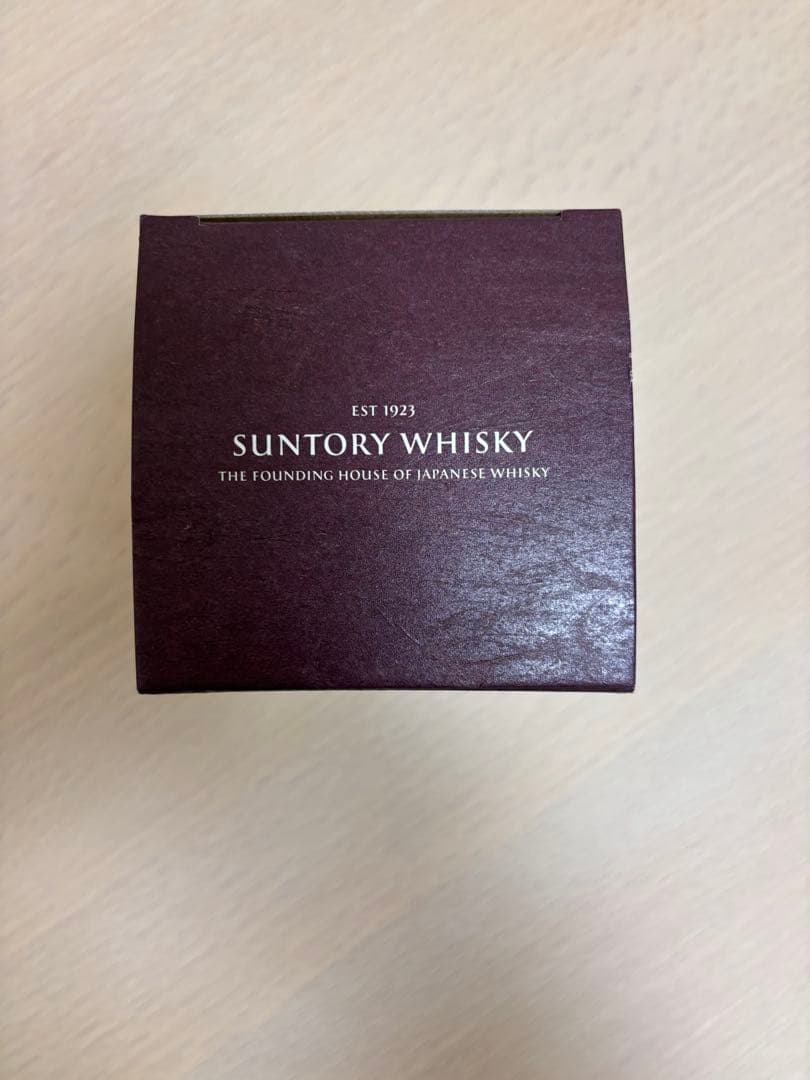 EST 1923
SUNTORY WHISKY
THE FOUNDING HOUSE OF JAPANESE WHISKY